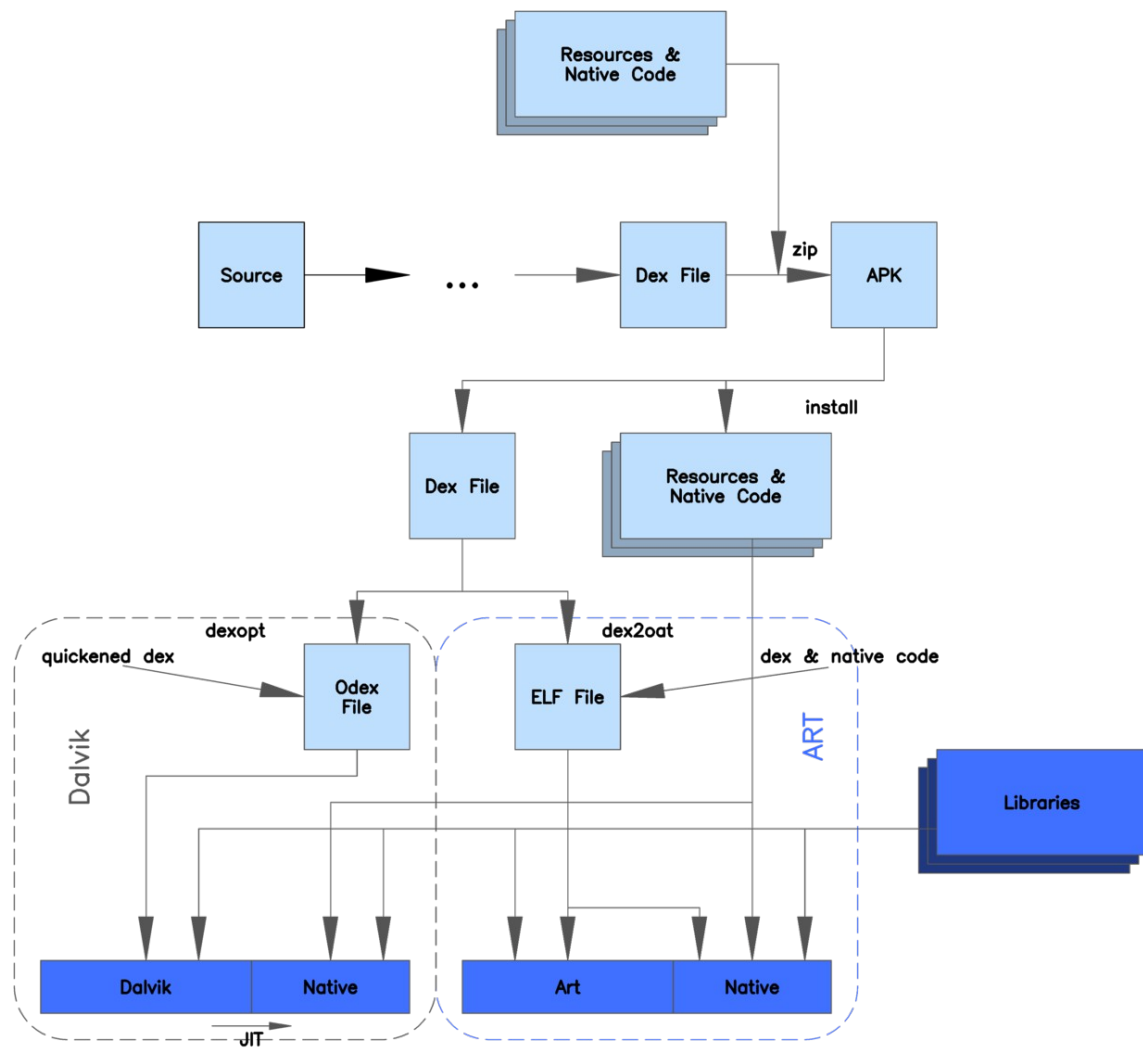 Resources &
Native Code
Source
...
Dex File
zip
APK
install
Dex File
Resources &
Native Code
dexopt
dex2oat
quickened dex
dex & native code
Odex
File
ELF File
Dalvik
ART
Libraries
Dalvik
Native
Art
Native
JIT